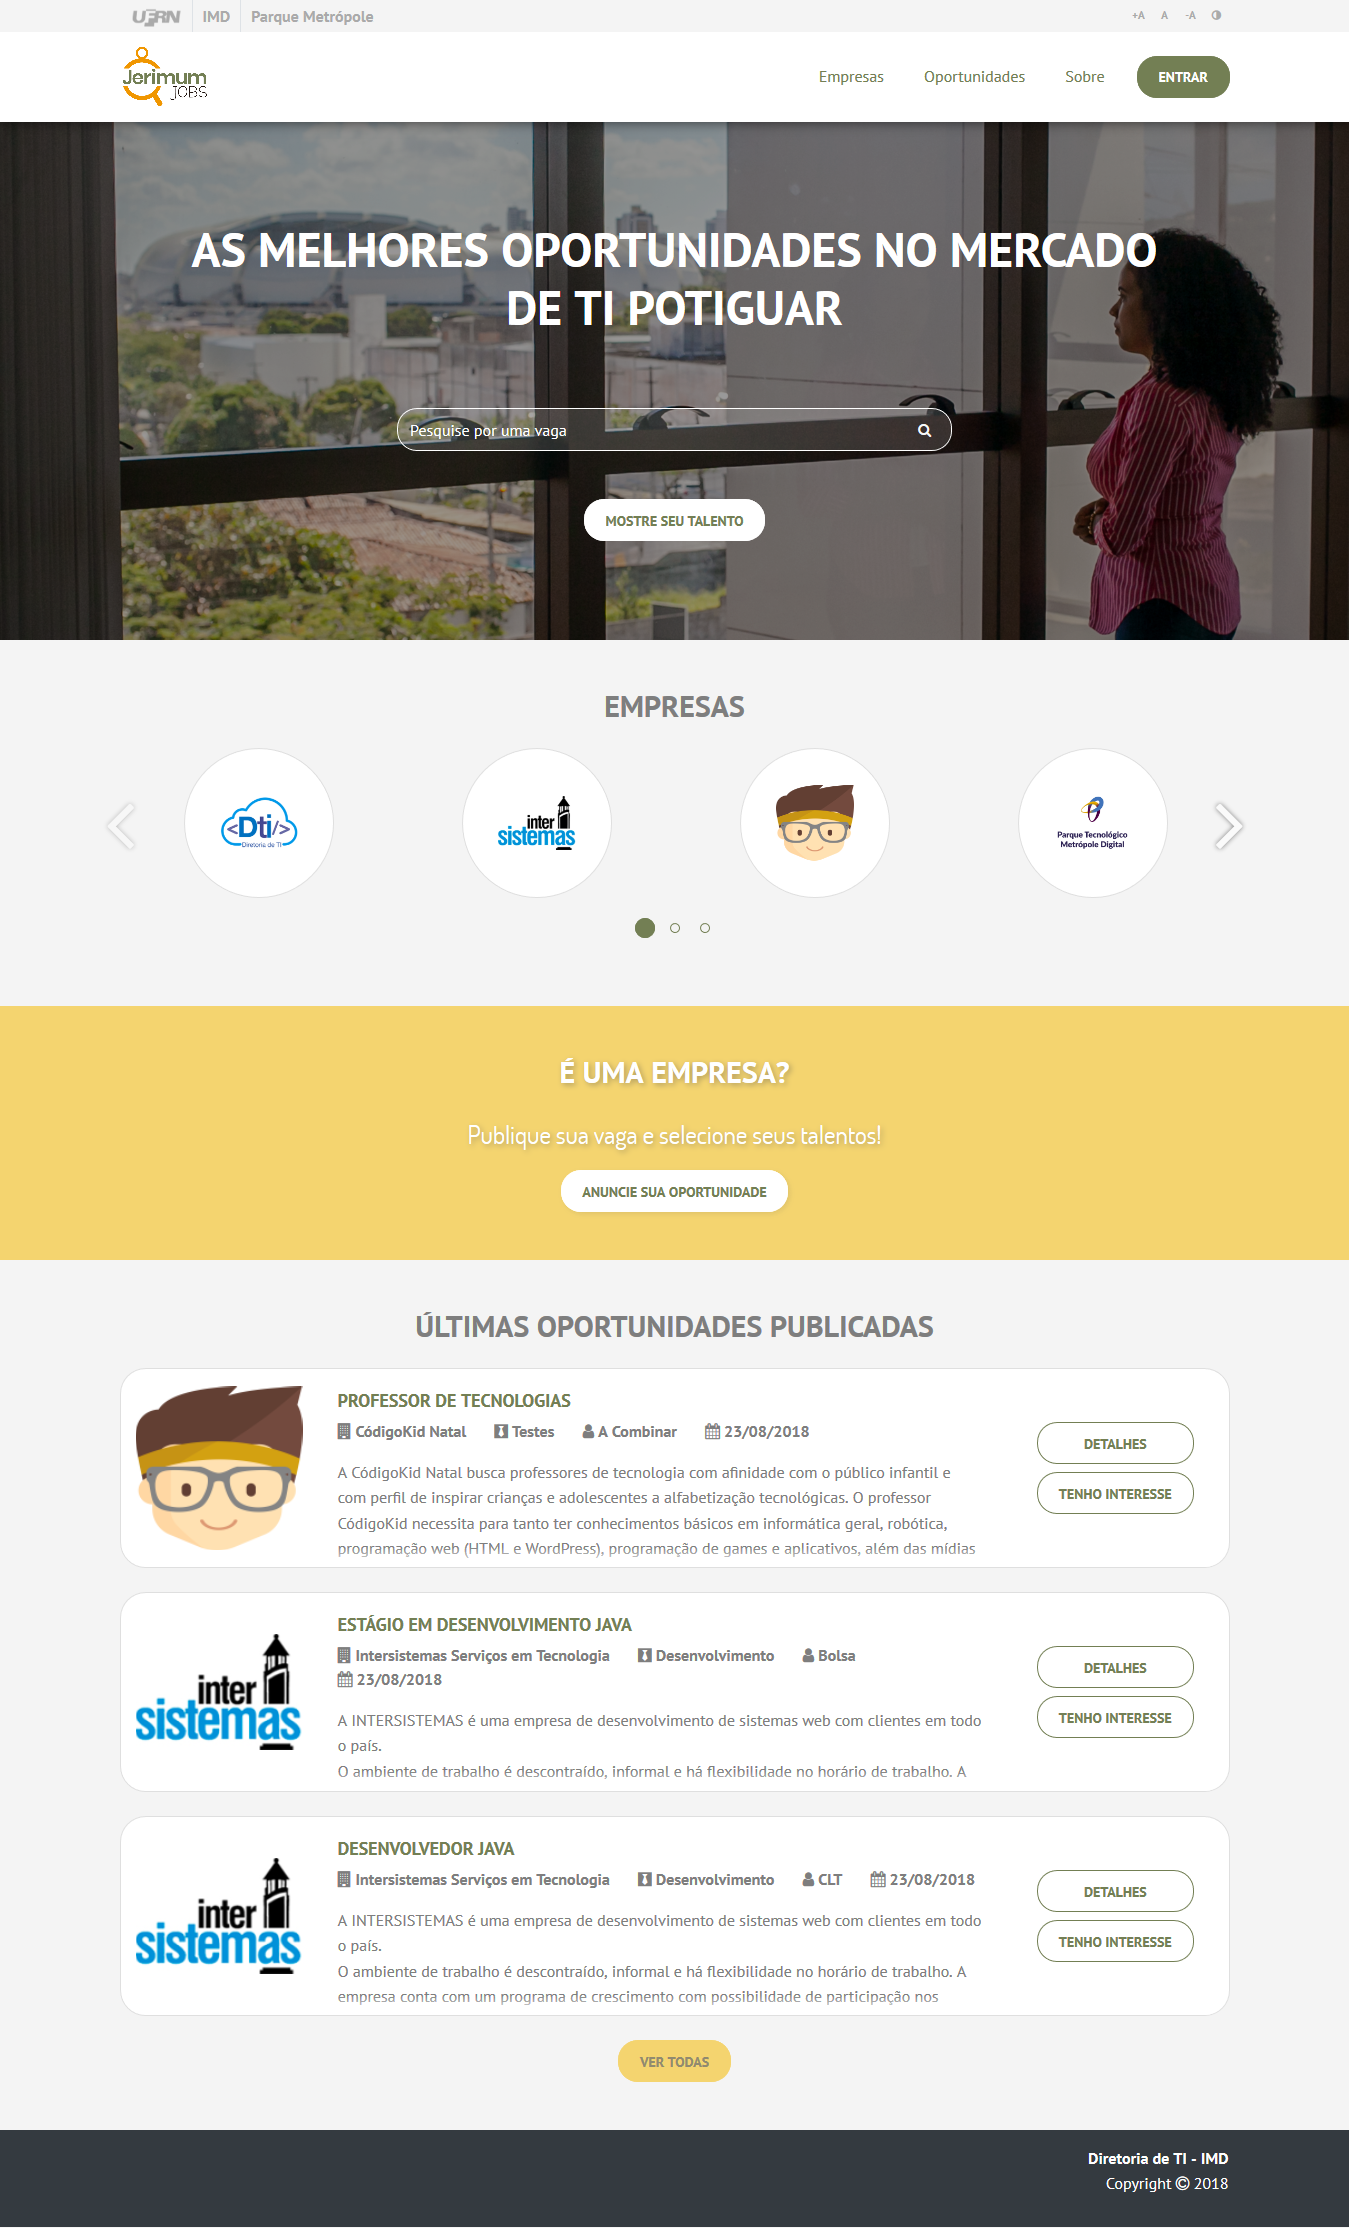 UFRN IMD Parque Metrópole +A A -A
Jerimum
JOBS
Empresas Oportunidades Sobre ENTRAR
AS MELHORES OPORTUNIDADES NO MERCADO
DE TI POTIGUAR
Pesquise por uma vaga
MOSTRE SEU TALENTO
EMPRESAS
<Dti/>
Diretoria de TI
inter
sistemas
Parque Tecnológico
Metrópole Digital
É UMA EMPRESA?
Publique sua vaga e selecione seus talentos!
ANUNCIE SUA OPORTUNIDADE
ÚLTIMAS OPORTUNIDADES PUBLICADAS
PROFESSOR DE TECNOLOGIAS
CódigoKid Natal Testes A Combinar 23/08/2018
A CódigoKid Natal busca professores de tecnologia com afinidade com o público infantil e
com perfil de inspirar crianças e adolescentes a alfabetização tecnológicas. O professor
CódigoKid necessita para tanto ter conhecimentos básicos em informática geral, robótica,
programação web (HTML e WordPress), programação de games e aplicativos, além das mídias
DETALHES
TENHO INTERESSE
inter
sistemas
ESTÁGIO EM DESENVOLVIMENTO JAVA
Intersistemas Serviços em Tecnologia Desenvolvimento Bolsa
23/08/2018
A INTERSISTEMAS é uma empresa de desenvolvimento de sistemas web com clientes em todo
o país.
O ambiente de trabalho é descontraído, informal e há flexibilidade no horário de trabalho. A
DETALHES
TENHO INTERESSE
inter
sistemas
DESENVOLVEDOR JAVA
Intersistemas Serviços em Tecnologia Desenvolvimento CLT 23/08/2018
A INTERSISTEMAS é uma empresa de desenvolvimento de sistemas web com clientes em todo
o país.
O ambiente de trabalho é descontraído, informal e há flexibilidade no horário de trabalho. A
empresa conta com um programa de crescimento com possibilidade de participação nos
DETALHES
TENHO INTERESSE
VER TODAS
Diretoria de TI - IMD
Copyright © 2018